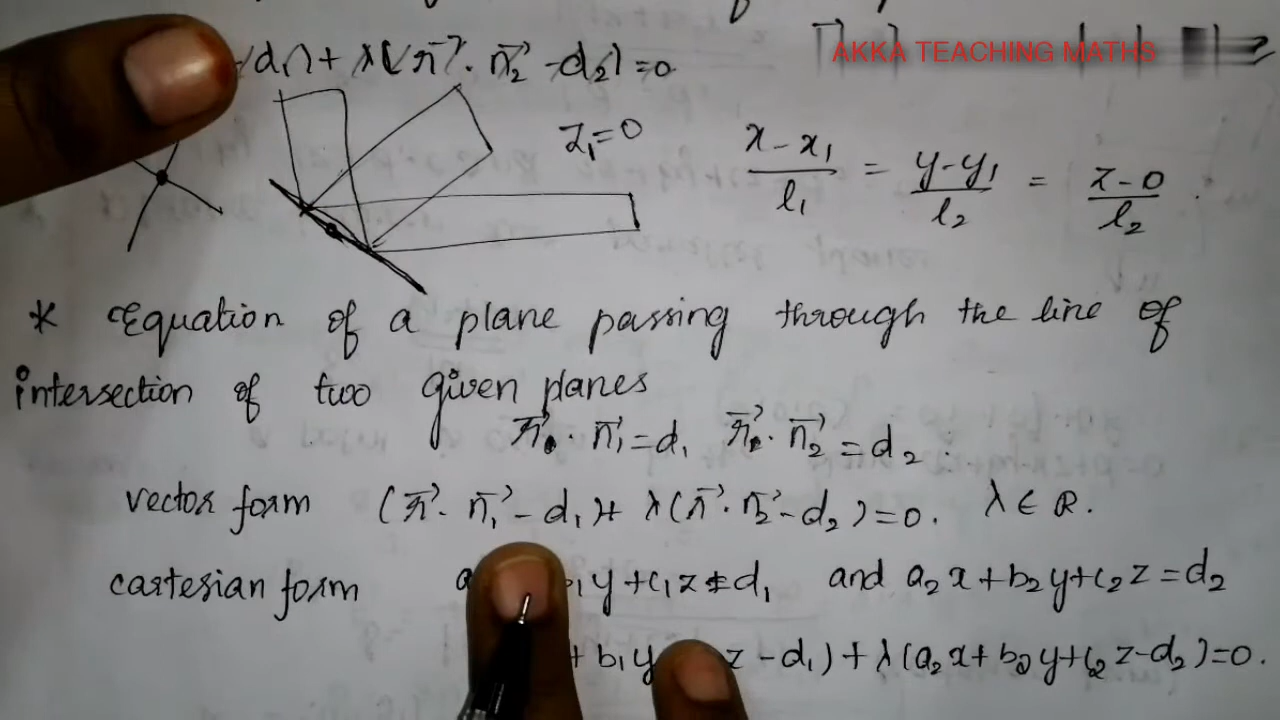 AKKA TEACHING MATHS
d₁) + λ(r⃗ · n⃗₂ - d₂) = 0
z₁ = 0
(x - x₁)/l₁ = (y - y₁)/l₂ = (z - 0)/l₂ .
* Equation of a plane passing through the line of
intersection of two given planes
r⃗ · n⃗₁ = d₁ r⃗ · n⃗₂ = d₂ .
vector form (r⃗ · n⃗₁ - d₁) + λ(r⃗ · n⃗₂ - d₂) = 0. λ ∈ R.
cartesian form a b₁y + c₁z = d₁ and a₂x + b₂y + c₂z = d₂
+ b₁y z - d₁) + λ(a₂x + b₂y + c₂z - d₂) = 0.